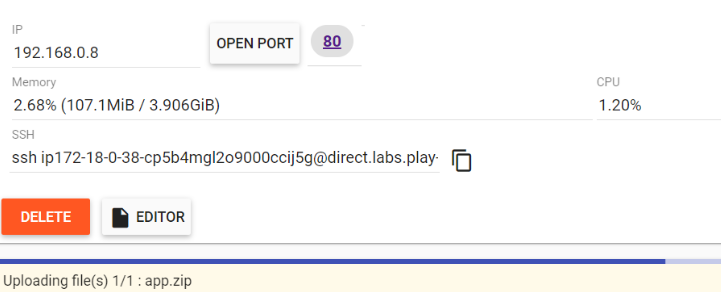 IP
192.168.0.8
OPEN PORT
80
Memory
2.68% (107.1MiB / 3.906GiB)
CPU
1.20%
SSH
ssh ip172-18-0-38-cp5b4mgl2o9000ccij5g@direct.labs.play-
DELETE
EDITOR
Uploading file(s) 1/1 : app.zip